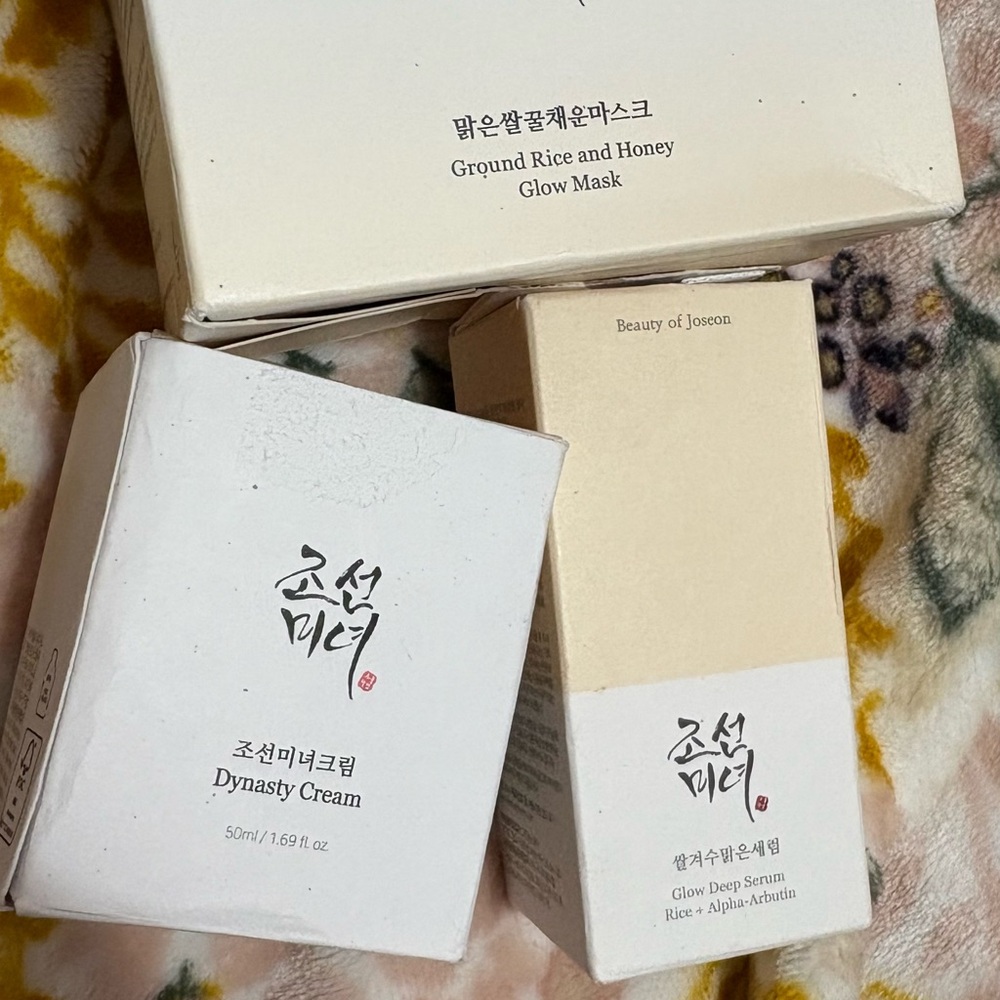 맑은쌀꿀채운마스크
Ground Rice and Honey
Glow Mask
조선
미녀
조선미녀크림
Dynasty Cream
50ml / 1.69 fl. oz
Beauty of Joseon
조선
미녀
쌀겨수맑은세럼
Glow Deep Serum
Rice + Alpha-Arbutin